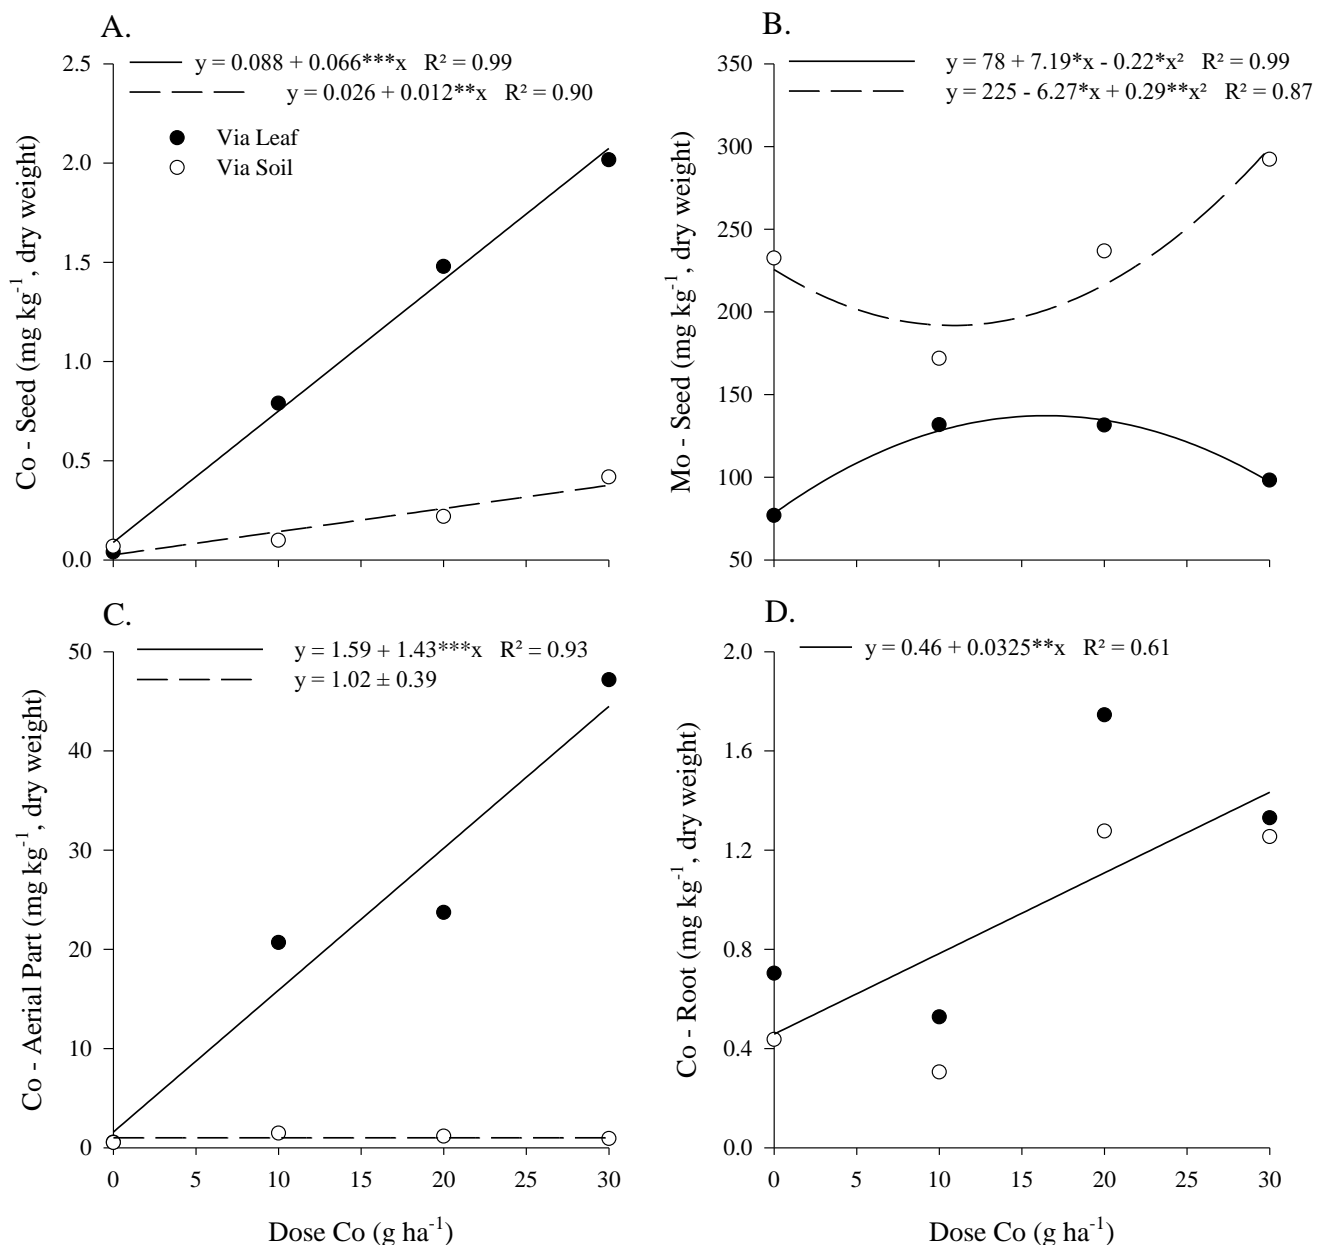 A.
y = 0.088 + 0.066***x R² = 0.99
y = 0.026 + 0.012**x R² = 0.90
Via Leaf
Via Soil
2.5
2.0
1.5
1.0
0.5
0.0
Co - Seed (mg kg⁻¹, dry weight)
B.
y = 78 + 7.19*x - 0.22*x² R² = 0.99
y = 225 - 6.27*x + 0.29**x² R² = 0.87
350
300
250
200
150
100
50
Mo - Seed (mg kg⁻¹, dry weight)
C.
y = 1.59 + 1.43***x R² = 0.93
y = 1.02 ± 0.39
50
40
30
20
10
0
Co - Aerial Part (mg kg⁻¹, dry weight)
0 5 10 15 20 25 30
Dose Co (g ha⁻¹)
D.
y = 0.46 + 0.0325**x R² = 0.61
2.0
1.6
1.2
0.8
0.4
0.0
Co - Root (mg kg⁻¹, dry weight)
0 5 10 15 20 25 30
Dose Co (g ha⁻¹)